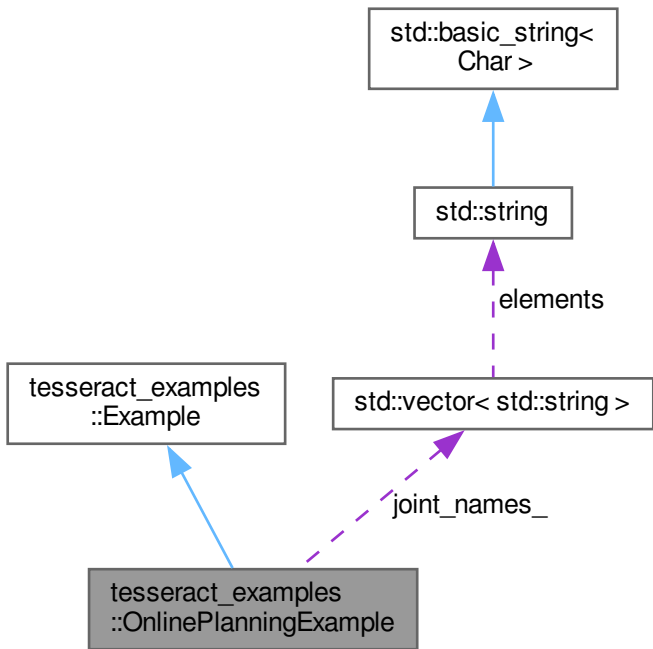 std::basic_string<
Char >
std::string
elements
tesseract_examples
::Example
std::vector< std::string >
joint_names_
tesseract_examples
::OnlinePlanningExample